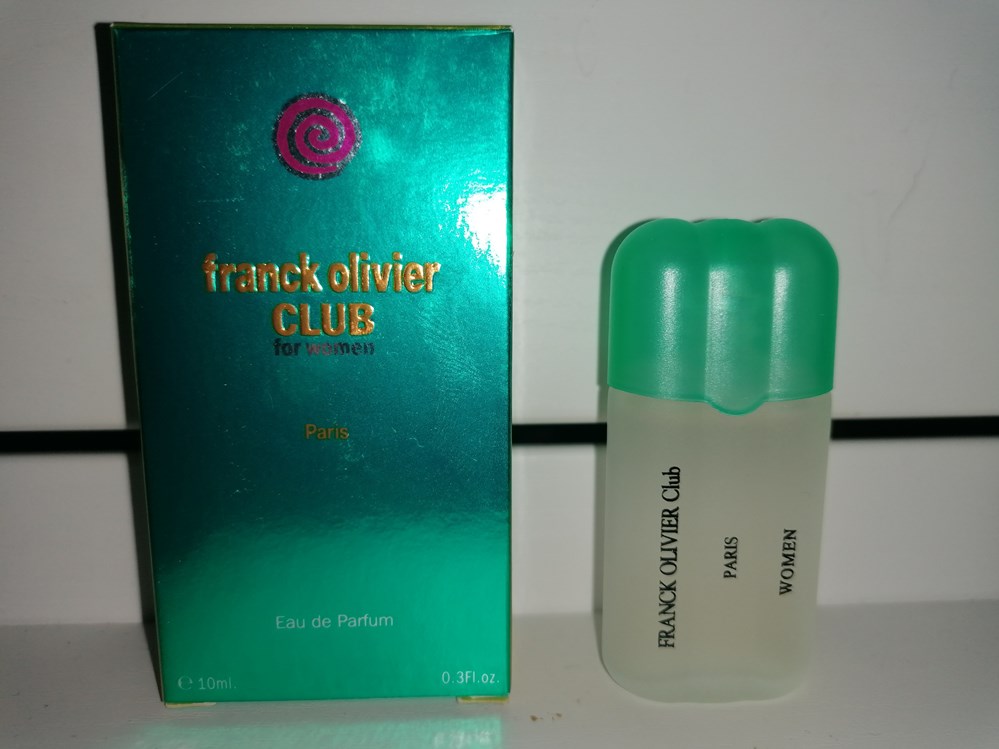 franck olivier
CLUB
for women
Paris
Eau de Parfum
℮ 10ml.
0.3Fl.oz.
FRANCK OLIVIER Club
PARIS
WOMEN